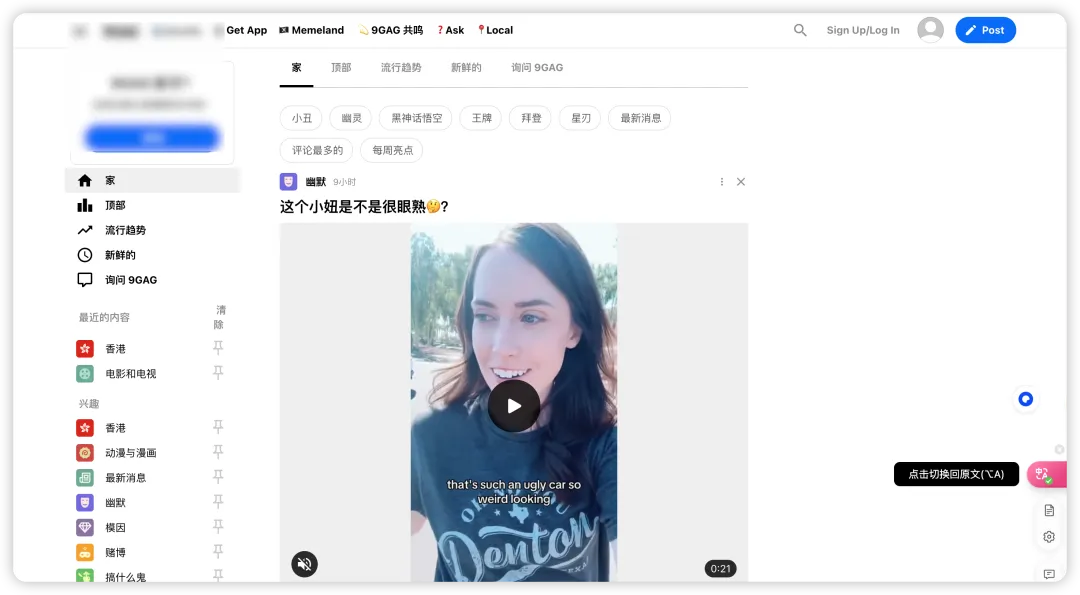 Get App
Memeland
9GAG 共鸣
Ask
Local
Sign Up/Log In
Post
家
顶部
流行趋势
新鲜的
询问 9GAG
小丑
幽灵
黑神话悟空
王牌
拜登
星刃
最新消息
评论最多的
每周亮点
家
顶部
流行趋势
新鲜的
询问 9GAG
最近的内容
清
除
香港
电影和电视
兴趣
香港
动漫与漫画
最新消息
幽默
模因
赌博
搞什么鬼
幽默 9小时
这个小妞是不是很眼熟🤔?
that's such an ugly car so
weird looking
Denton
0:21
点击切换回原文(⌥A)